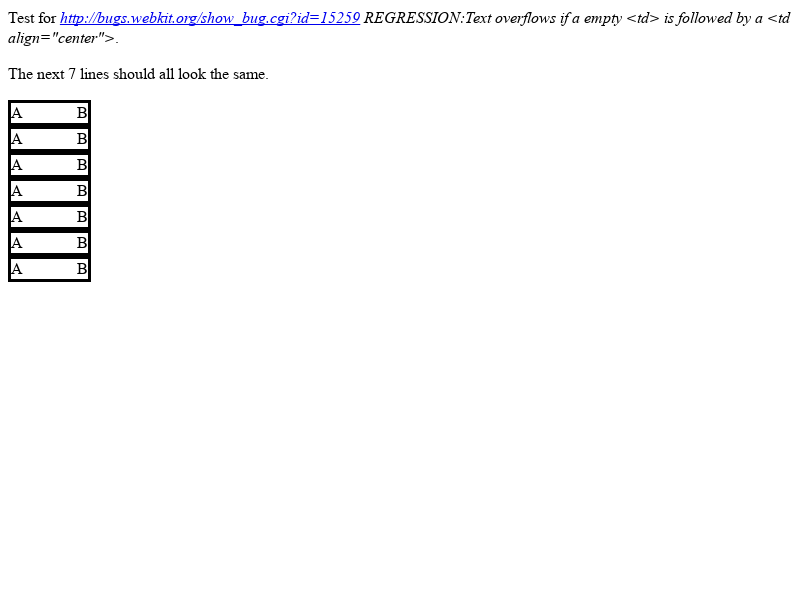 Test for http://bugs.webkit.org/show_bug.cgi?id=15259 REGRESSION:Text overflows if a empty <td> is followed by a <td
align="center">.
The next 7 lines should all look the same.
A B
A B
A B
A B
A B
A B
A B